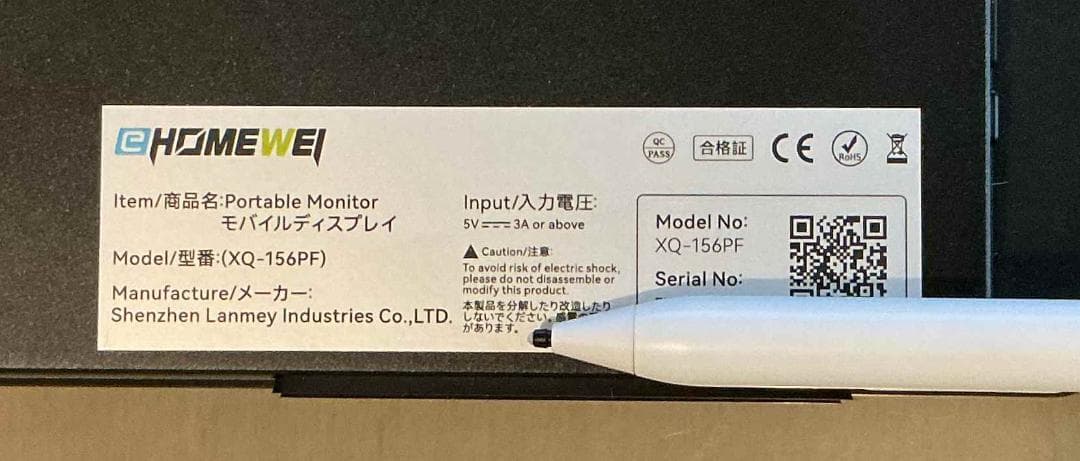 eHOMEWEI
QC
PASS
合格証
CE
RoHS
Item/商品名:Portable Monitor
モバイルディスプレイ
Model/型番:(XQ-156PF)
Manufacture/メーカー:
Shenzhen Lanmey Industries Co.,LTD.
Input/入力電圧:
5V 3A or above
Caution/注意:
To avoid risk of electric shock,
please do not disassemble or
modify this product.
本製品を分解したり改造したり
しないでください。感電
があります。
Model No:
XQ-156PF
Serial No: